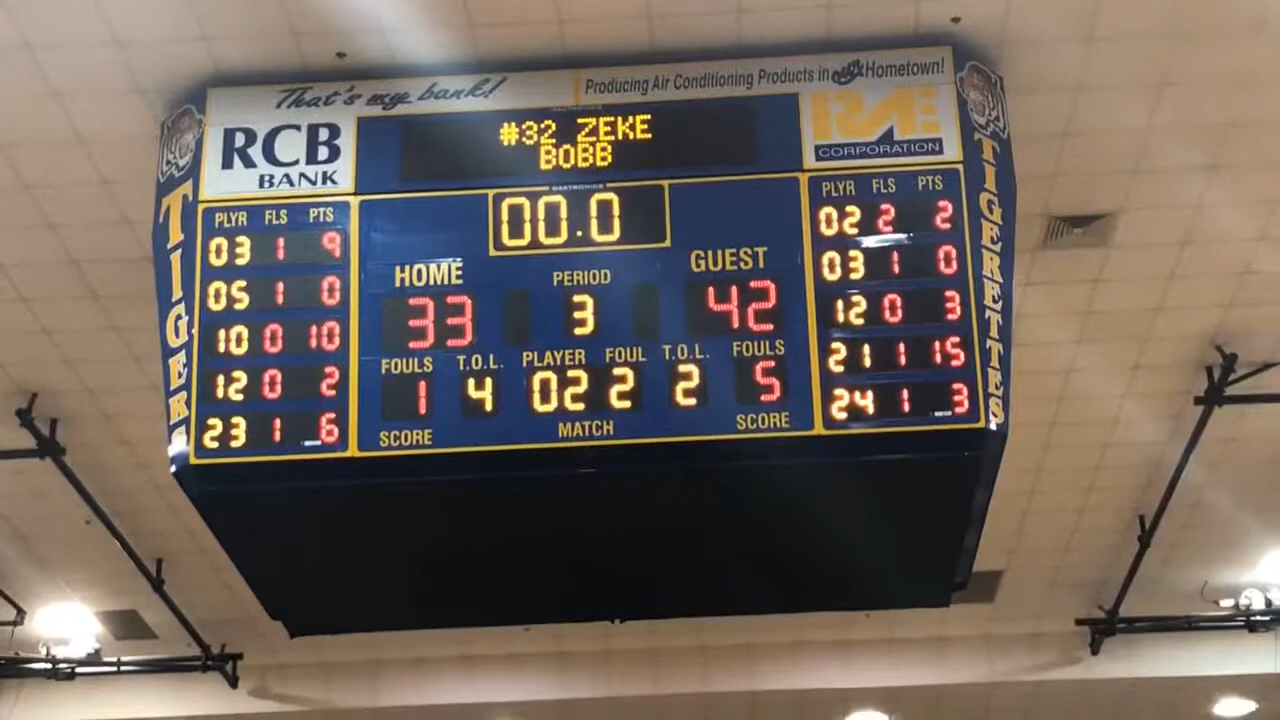 That's my bank!
Producing Air Conditioning Products in Hometown!
RCB
BANK
#32 ZEKE
BOBB
RAE
CORPORATION
TIGERS
TIGERETTES
DAKTRONICS
00.0
PLYR FLS PTS
03 1 9
05 1 0
10 0 10
12 0 2
23 1 6
HOME
33
PERIOD
3
GUEST
42
FOULS T.O.L. PLAYER FOUL T.O.L. FOULS
1 4 02 2 2 5
SCORE MATCH SCORE
PLYR FLS PTS
02 2 2
03 1 0
12 0 3
21 1 15
24 1 3